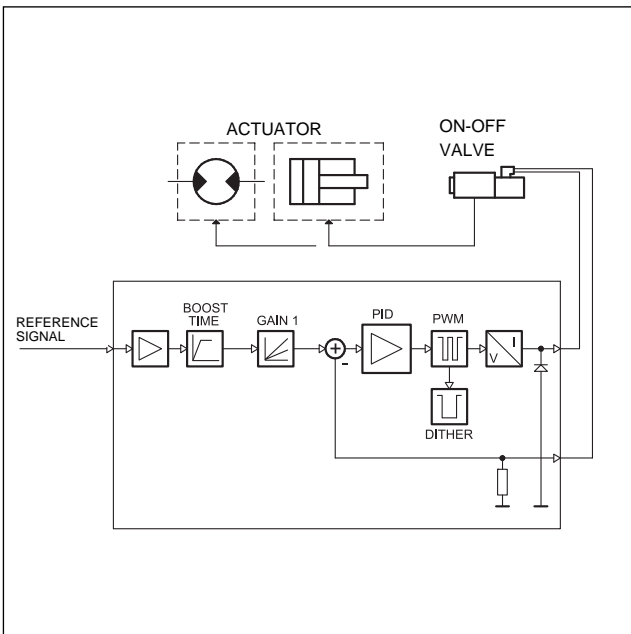 ACTUATOR
ON-OFF
VALVE
REFERENCE
SIGNAL
BOOST
TIME
GAIN 1
PID
PWM
+
-
V
I
DITHER